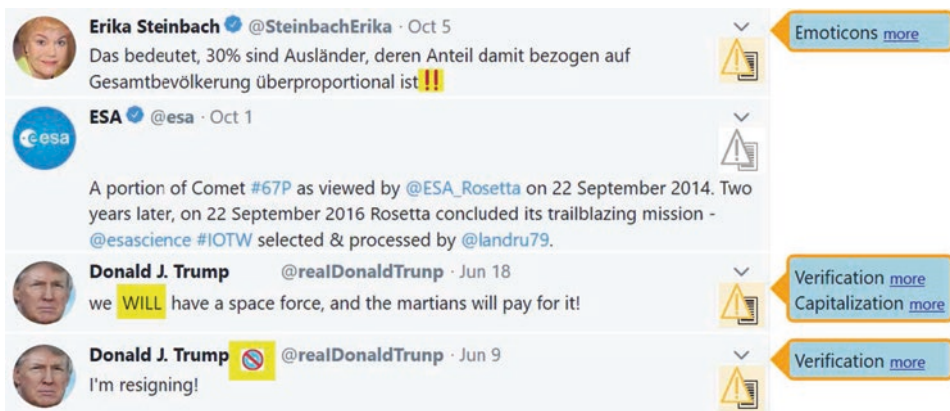 Erika Steinbach @SteinbachErika · Oct 5
Emoticons more
Das bedeutet, 30% sind Ausländer, deren Anteil damit bezogen auf
Gesamtbevölkerung überproportional ist‼
ESA @esa · Oct 1
esa
A portion of Comet #67P as viewed by @ESA_Rosetta on 22 September 2014. Two
years later, on 22 September 2016 Rosetta concluded its trailblazing mission -
@esascience #IOTW selected & processed by @landru79.
Donald J. Trump @realDonaldTrunp · Jun 18
Verification more
we WILL have a space force, and the martians will pay for it!
Capitalization more
Donald J. Trump @realDonaldTrunp · Jun 9
Verification more
I'm resigning!